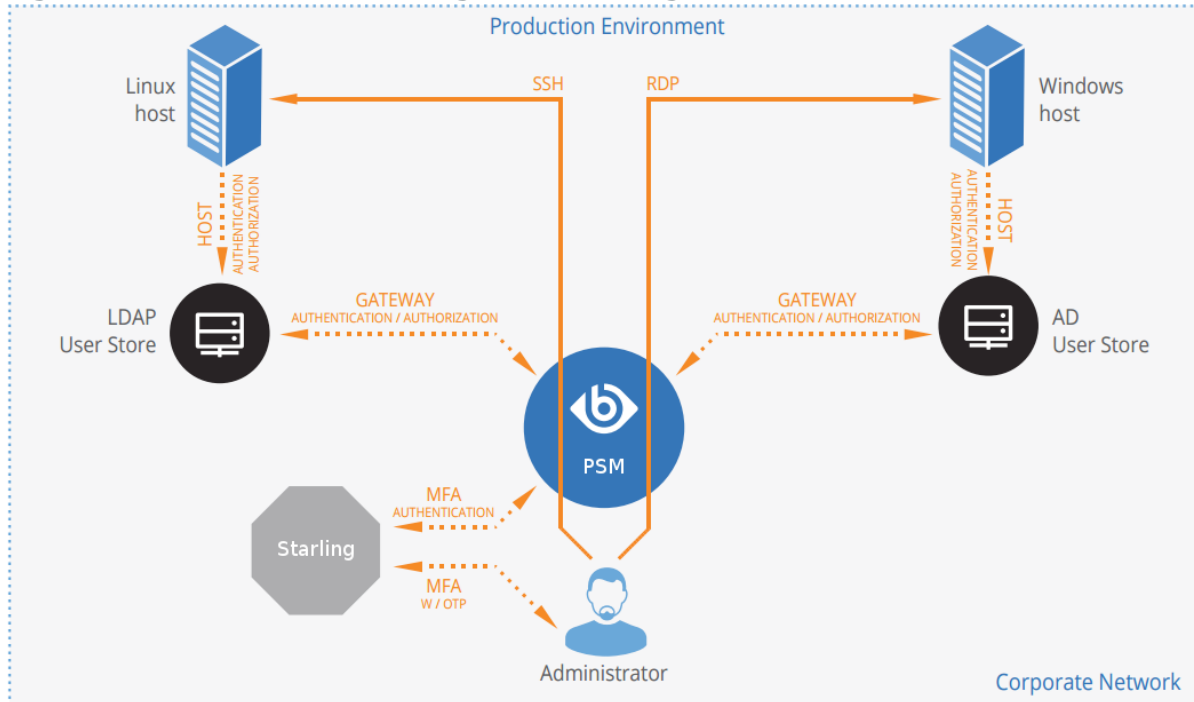 Production Environment
Linux
host
SSH
RDP
Windows
host
HOST
AUTHENTICATION
AUTHORIZATION
HOST
AUTHENTICATION
AUTHORIZATION
LDAP
User Store
GATEWAY
AUTHENTICATION / AUTHORIZATION
GATEWAY
AUTHENTICATION / AUTHORIZATION
AD
User Store
b
PSM
MFA
AUTHENTICATION
Starling
MFA
W / OTP
Administrator
Corporate Network